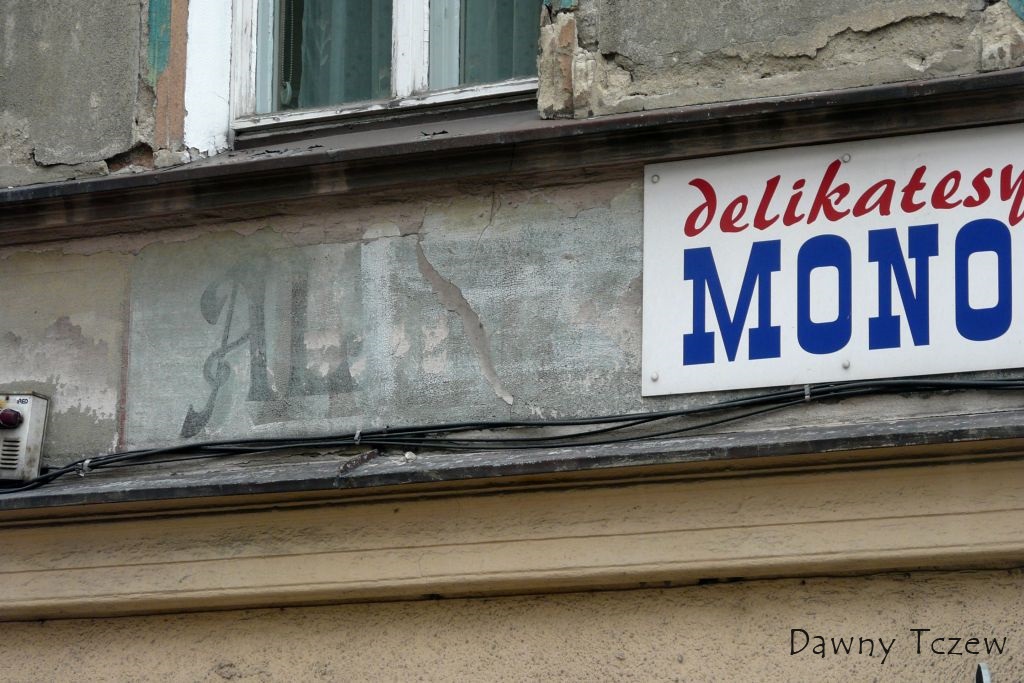 delikatesy
MONO
Dawny Tczew